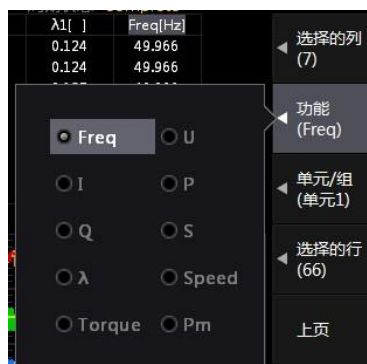 λ1[ ] Freq[Hz]
0.124 49.966
0.124 49.966
选择的列
(7)
功能
(Freq)
Freq U
I P
Q S
λ Speed
Torque Pm
单元/组
(单元1)
选择的行
(66)
上页